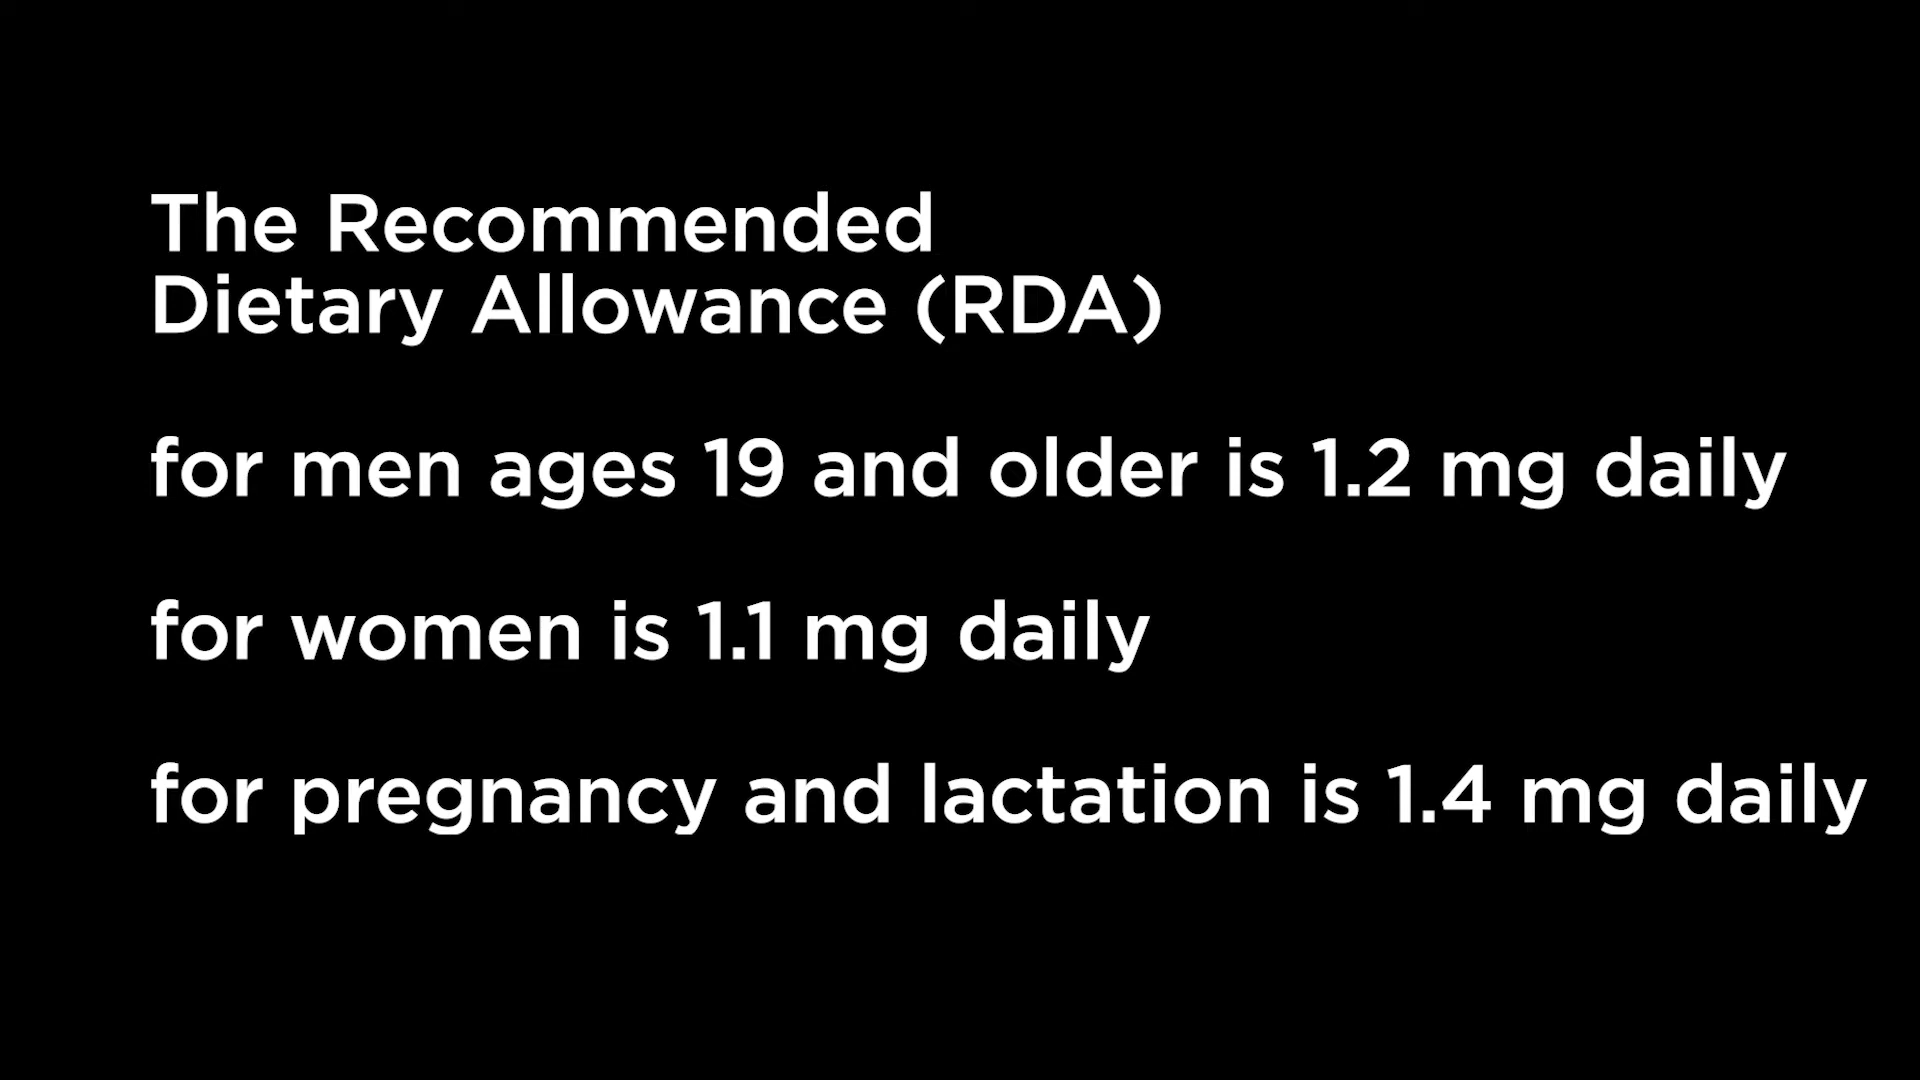 The Recommended
Dietary Allowance (RDA)
for men ages 19 and older is 1.2 mg daily
for women is 1.1 mg daily
for pregnancy and lactation is 1.4 mg daily